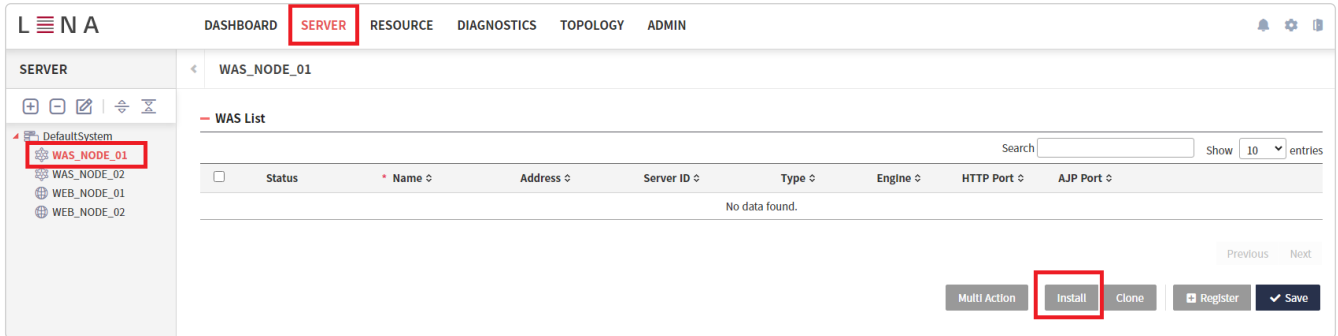 LENA DASHBOARD SERVER RESOURCE DIAGNOSTICS TOPOLOGY ADMIN
SERVER
WAS_NODE_01
DefaultSystem
WAS_NODE_01
WAS_NODE_02
WEB_NODE_01
WEB_NODE_02
WAS List
Search Show 10 entries
Status * Name Address Server ID Type Engine HTTP Port AJP Port
No data found.
Previous Next
Multi Action Install Clone Register Save